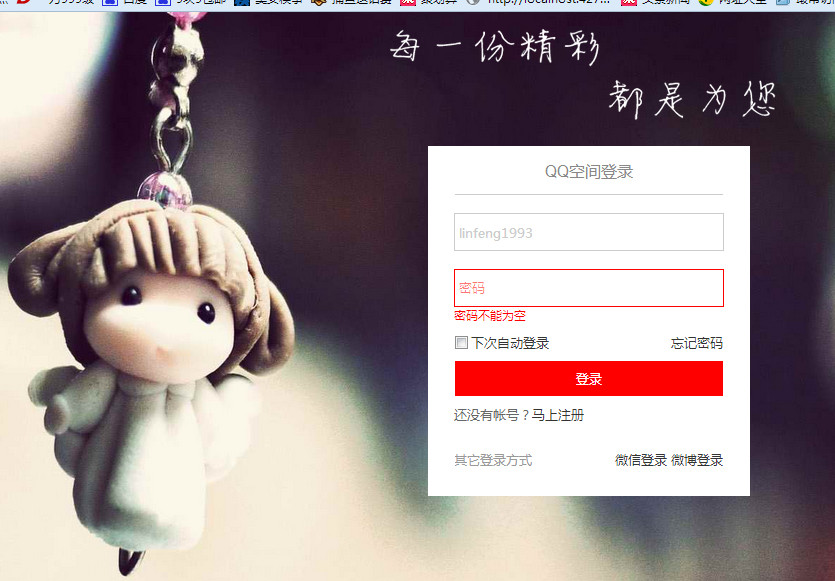 每一份精彩
都是为您
QQ空间登录
linfeng1993
密码
密码不能为空
下次自动登录 忘记密码
登录
还没有帐号？马上注册
其它登录方式 微信登录 微博登录